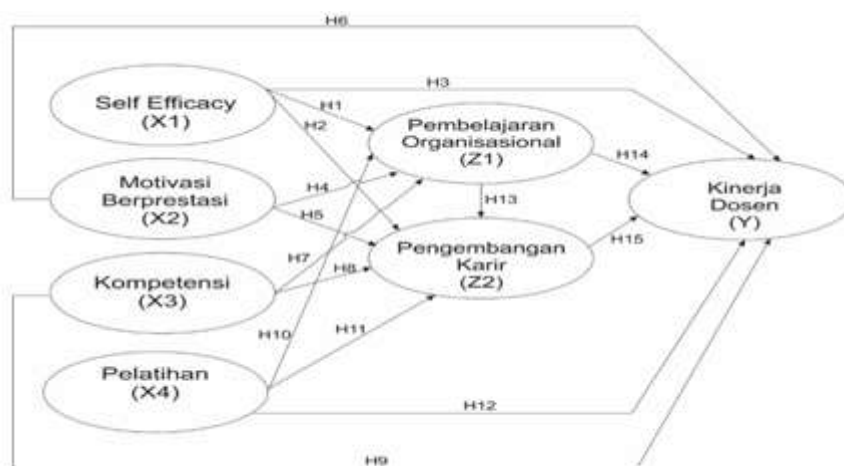 H6
H3
Self Efficacy
(X1)
H1
H2
Pembelajaran
Organisasional
(Z1)
H14
Motivasi
Berprestasi
(X2)
H4
H5
H13
Kinerja
Dosen
(Y)
H7
H8
Pengembangan
Karir
(Z2)
H15
Kompetensi
(X3)
H10
H11
Pelatihan
(X4)
H12
H9